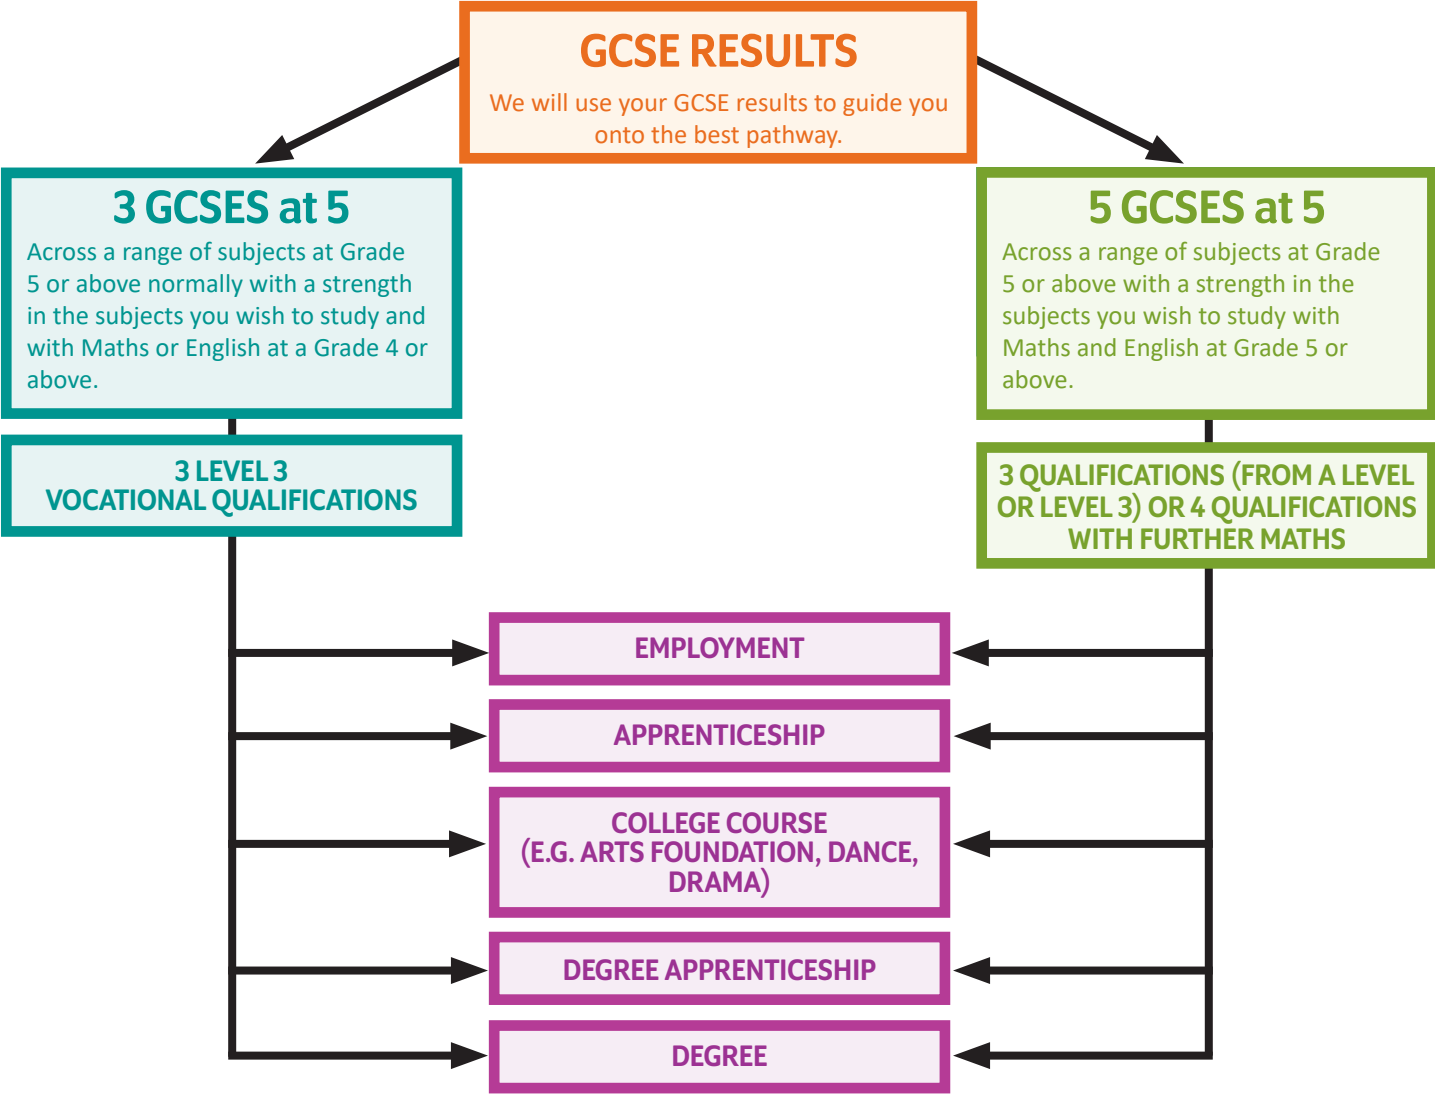 GCSE RESULTS
We will use your GCSE results to guide you
onto the best pathway.
3 GCSES at 5
Across a range of subjects at Grade
5 or above normally with a strength
in the subjects you wish to study and
with Maths or English at a Grade 4 or
above.
3 LEVEL 3
VOCATIONAL QUALIFICATIONS
5 GCSES at 5
Across a range of subjects at Grade
5 or above with a strength in the
subjects you wish to study with
Maths and English at Grade 5 or
above.
3 QUALIFICATIONS (FROM A LEVEL
OR LEVEL 3) OR 4 QUALIFICATIONS
WITH FURTHER MATHS
EMPLOYMENT
APPRENTICESHIP
COLLEGE COURSE
(E.G. ARTS FOUNDATION, DANCE,
DRAMA)
DEGREE APPRENTICESHIP
DEGREE